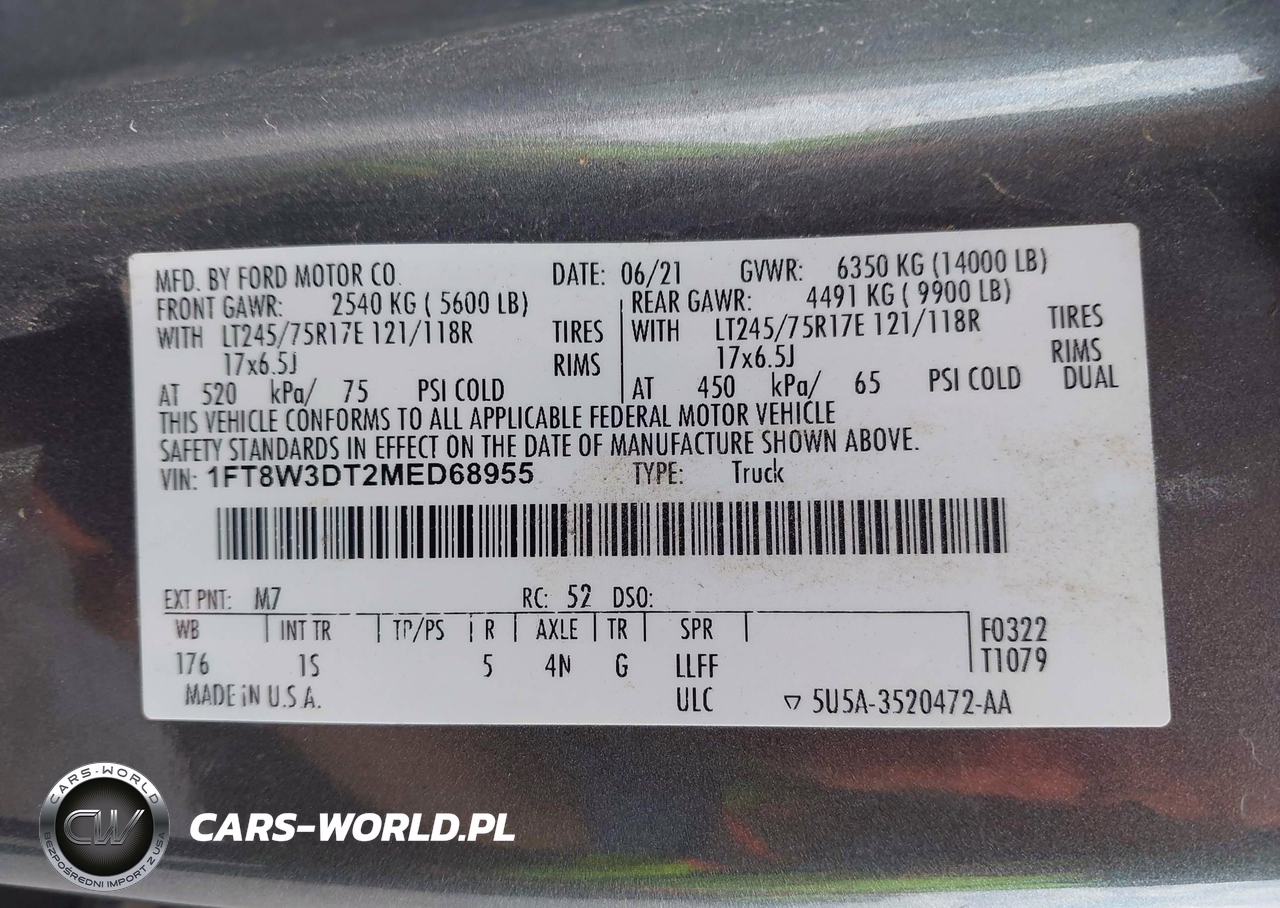 MFD. BY FORD MOTOR CO. DATE: 06/21 GVWR: 6350 KG (14000 LB)
FRONT GAWR: 2540 KG ( 5600 LB) REAR GAWR: 4491 KG ( 9900 LB)
WITH LT245/75R17E 121/118R TIRES WITH LT245/75R17E 121/118R TIRES
17x6.5J RIMS 17x6.5J RIMS
AT 520 kPa/ 75 PSI COLD AT 450 kPa/ 65 PSI COLD DUAL
THIS VEHICLE CONFORMS TO ALL APPLICABLE FEDERAL MOTOR VEHICLE
SAFETY STANDARDS IN EFFECT ON THE DATE OF MANUFACTURE SHOWN ABOVE.
VIN: 1FT8W3DT2MED68955 TYPE: Truck
EXT PNT: M7 RC: 52 DSO:
WB INT TR TP/PS R AXLE TR SPR F0322
176 1S 5 4N G LLFF T1079
MADE IN U.S.A. ULC 5U5A-3520472-AA
CARS-WORLD
CW
BEZPOŚREDNI IMPORT Z USA
CARS-WORLD.PL